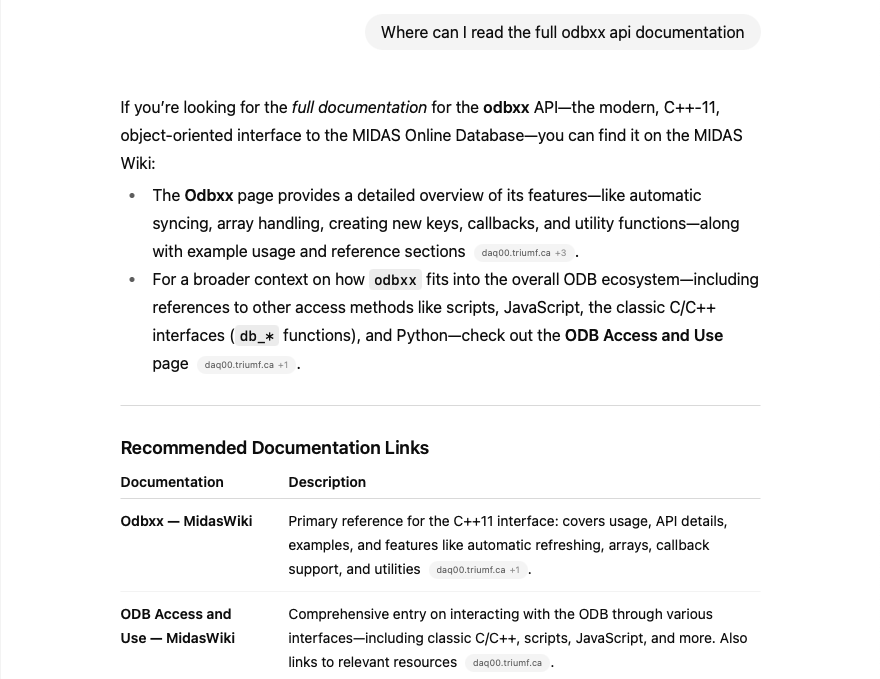 Where can I read the full odbxx api documentation
If you’re looking for the full documentation for the odbxx API—the modern, C++-11,
object-oriented interface to the MIDAS Online Database—you can find it on the MIDAS
Wiki:
• The Odbxx page provides a detailed overview of its features—like automatic
syncing, array handling, creating new keys, callbacks, and utility functions—along
with example usage and reference sections daq00.triumf.ca +3 .
• For a broader context on how odbxx fits into the overall ODB ecosystem—including
references to other access methods like scripts, JavaScript, the classic C/C++
interfaces ( db_* functions), and Python—check out the ODB Access and Use
page daq00.triumf.ca +1 .
Recommended Documentation Links
Documentation Description
Odbxx — MidasWiki Primary reference for the C++11 interface: covers usage, API details,
examples, and features like automatic refreshing, arrays, callback
support, and utilities daq00.triumf.ca +1 .
ODB Access and Comprehensive entry on interacting with the ODB through various
Use — MidasWiki interfaces—including classic C/C++, scripts, JavaScript, and more. Also
links to relevant resources daq00.triumf.ca .